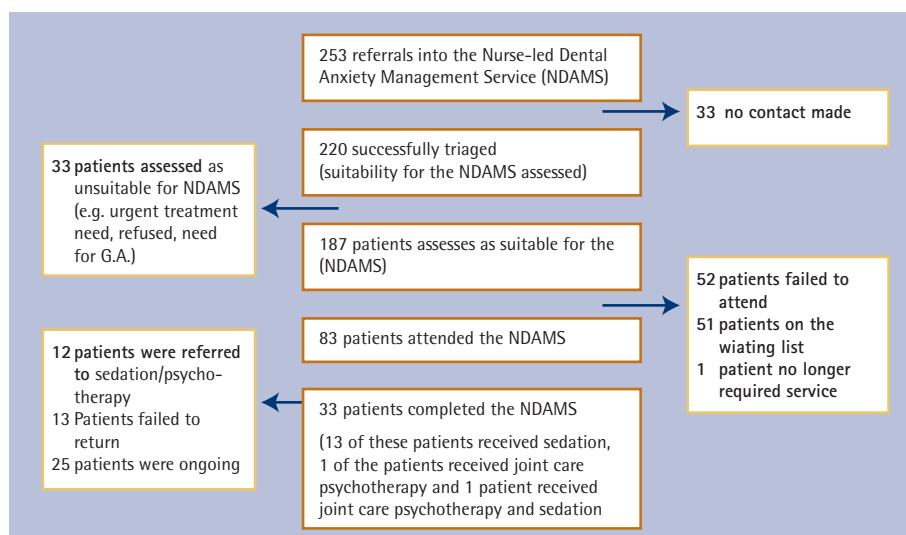 253 referrals into the Nurse-led Dental
Anxiety Management Service (NDAMS)
33 no contact made
220 successfully triaged
(suitability for the NDAMS assessed)
33 patients assessed as
unsuitable for NDAMS
(e.g. urgent treatment
need, refused, need
for G.A.)
187 patients assesses as suitable for the
(NDAMS)
52 patients failed to
attend
51 patients on the
wiating list
1 patient no longer
required service
83 patients attended the NDAMS
12 patients were referred
to sedation/psycho-
therapy
13 Patients failed to
return
25 patients were ongoing
33 patients completed the NDAMS
(13 of these patients received sedation,
1 of the patients received joint care
psychotherapy and 1 patient received
joint care psychotherapy and sedation